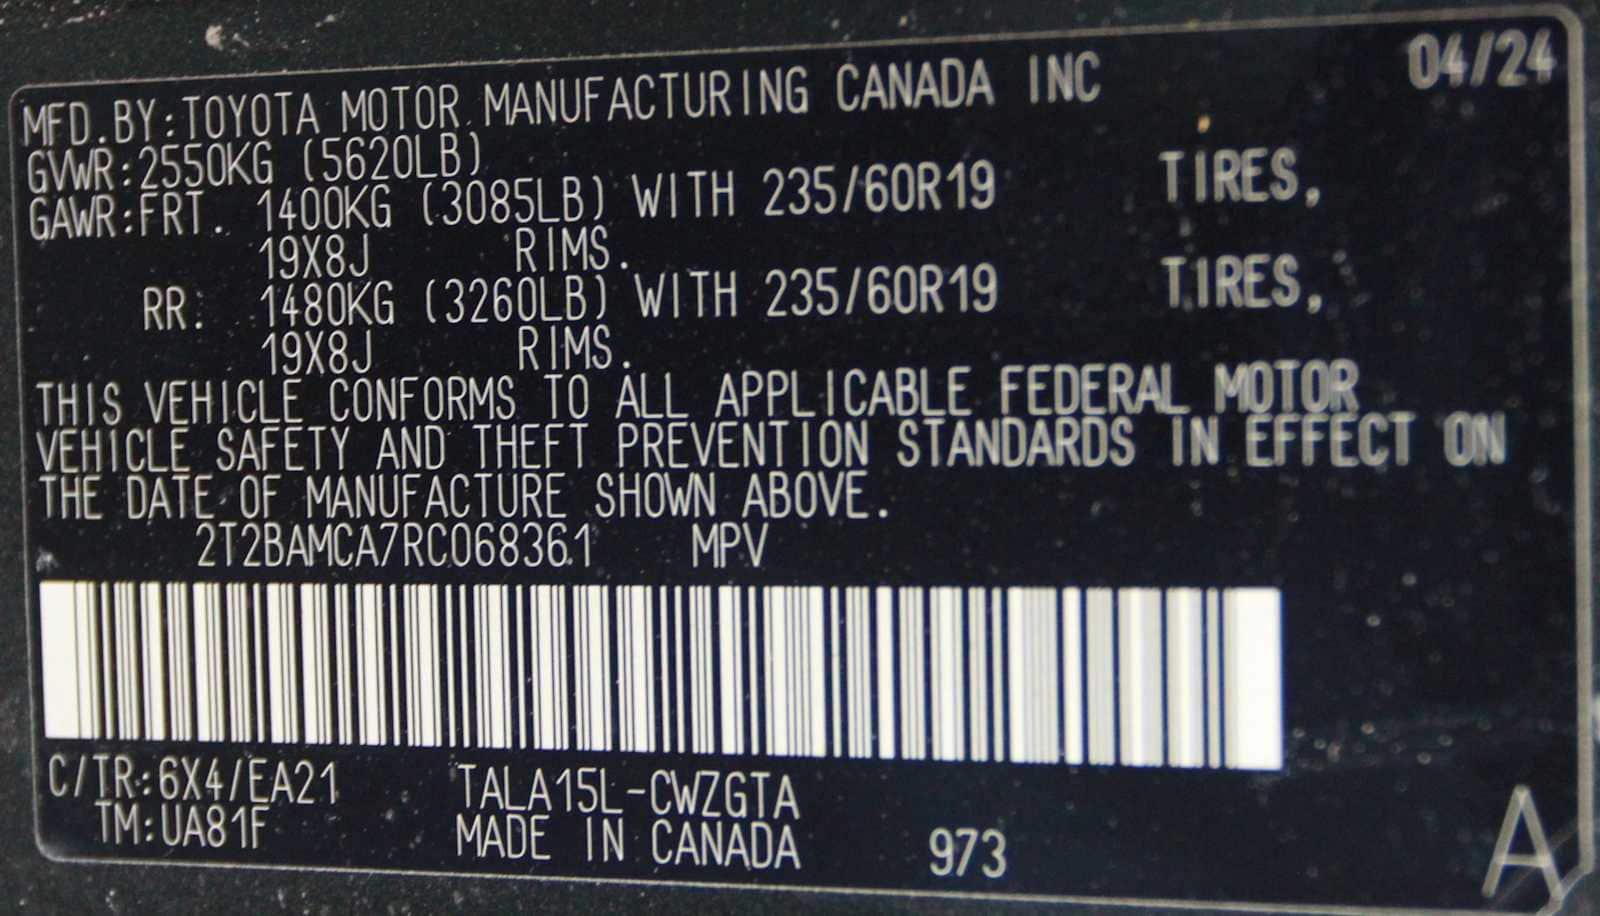 04/24
MFD.BY:TOYOTA MOTOR MANUFACTURING CANADA INC
GVWR:2550KG (5620LB)
GAWR:FRT. 1400KG (3085LB) WITH 235/60R19 TIRES,
19X8J RIMS.
RR: 1480KG (3260LB) WITH 235/60R19 TIRES,
19X8J RIMS.
THIS VEHICLE CONFORMS TO ALL APPLICABLE FEDERAL MOTOR
VEHICLE SAFETY AND THEFT PREVENTION STANDARDS IN EFFECT ON
THE DATE OF MANUFACTURE SHOWN ABOVE.
2T2BAMCA7RC068361 MPV
C/TR:6X4/EA21 TALA15L-CWZGTA
TM:UA81F MADE IN CANADA 973
A